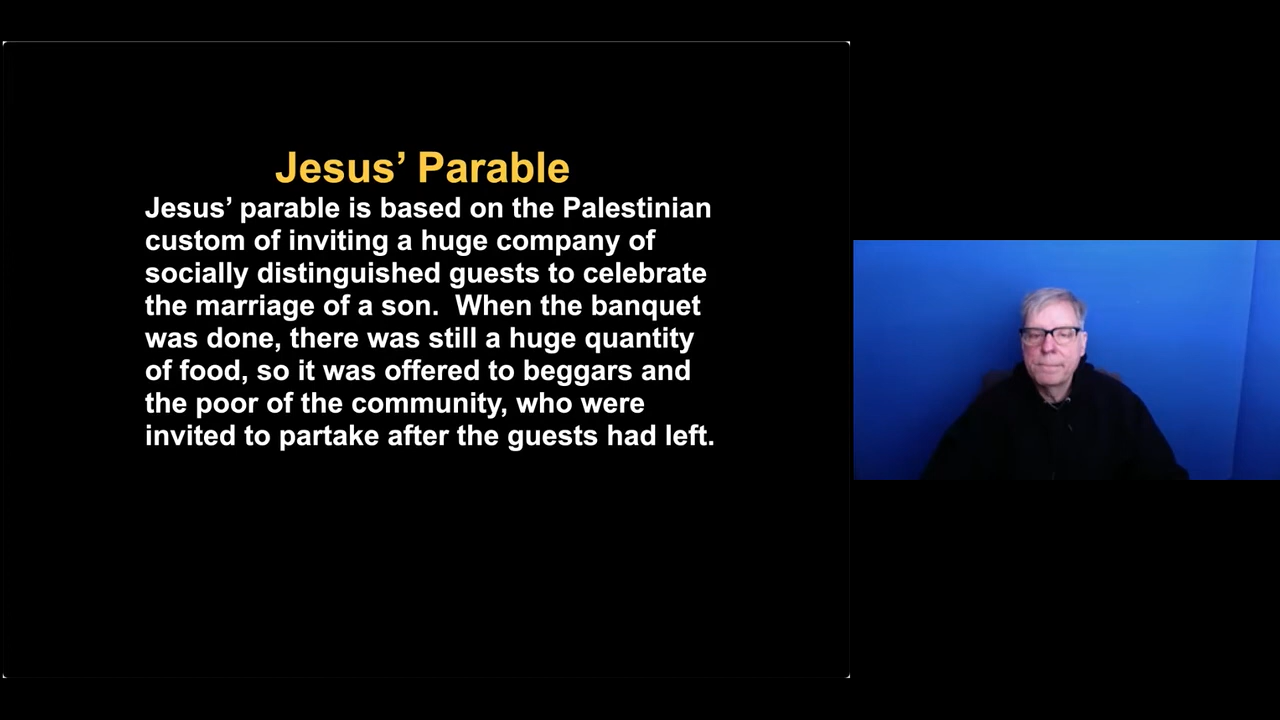 Jesus’ Parable
Jesus’ parable is based on the Palestinian
custom of inviting a huge company of
socially distinguished guests to celebrate
the marriage of a son.  When the banquet
was done, there was still a huge quantity
of food, so it was offered to beggars and
the poor of the community, who were
invited to partake after the guests had left.